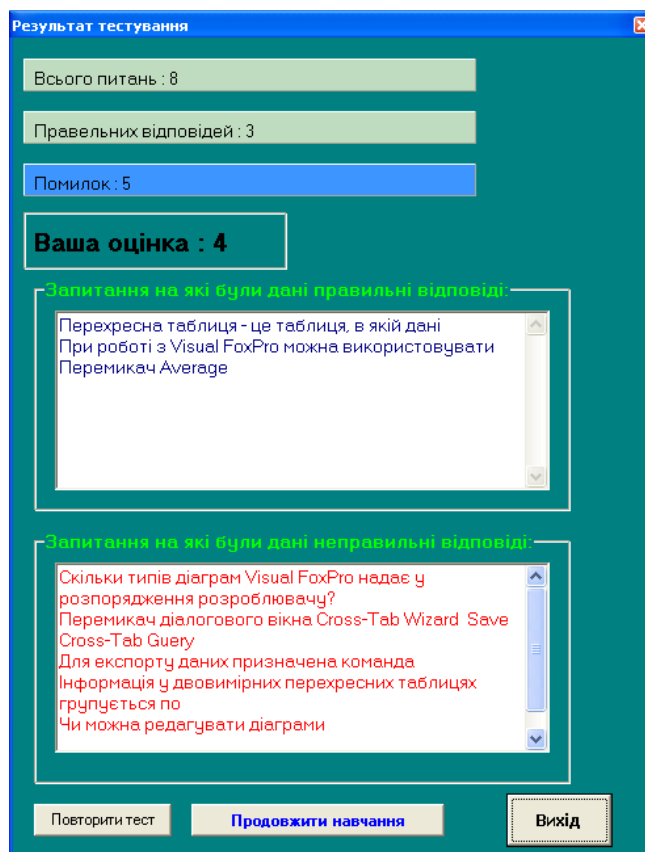 Результат тестування
Всього питань : 8
Правельних відповідей : 3
Помилок : 5
Ваша оцінка : 4
Запитання на які були дані правильні відповіді:
Перехресна таблиця - це таблиця, в якій дані
При роботі з Visual FoxPro можна використовувати
Перемикач Average
Запитання на які були дані неправильні відповіді:
Скільки типів діаграм Visual FoxPro надає у
розпорядження розроблювачу?
Перемикач діалогового вікна Cross-Tab Wizard Save
Cross-Tab Guery
Для експорту даних призначена команда
Інформація у двовимірних перехресних таблицях
групується по
Чи можна редагувати діаграми
Повторити тест
Продовжити навчання
Вихід